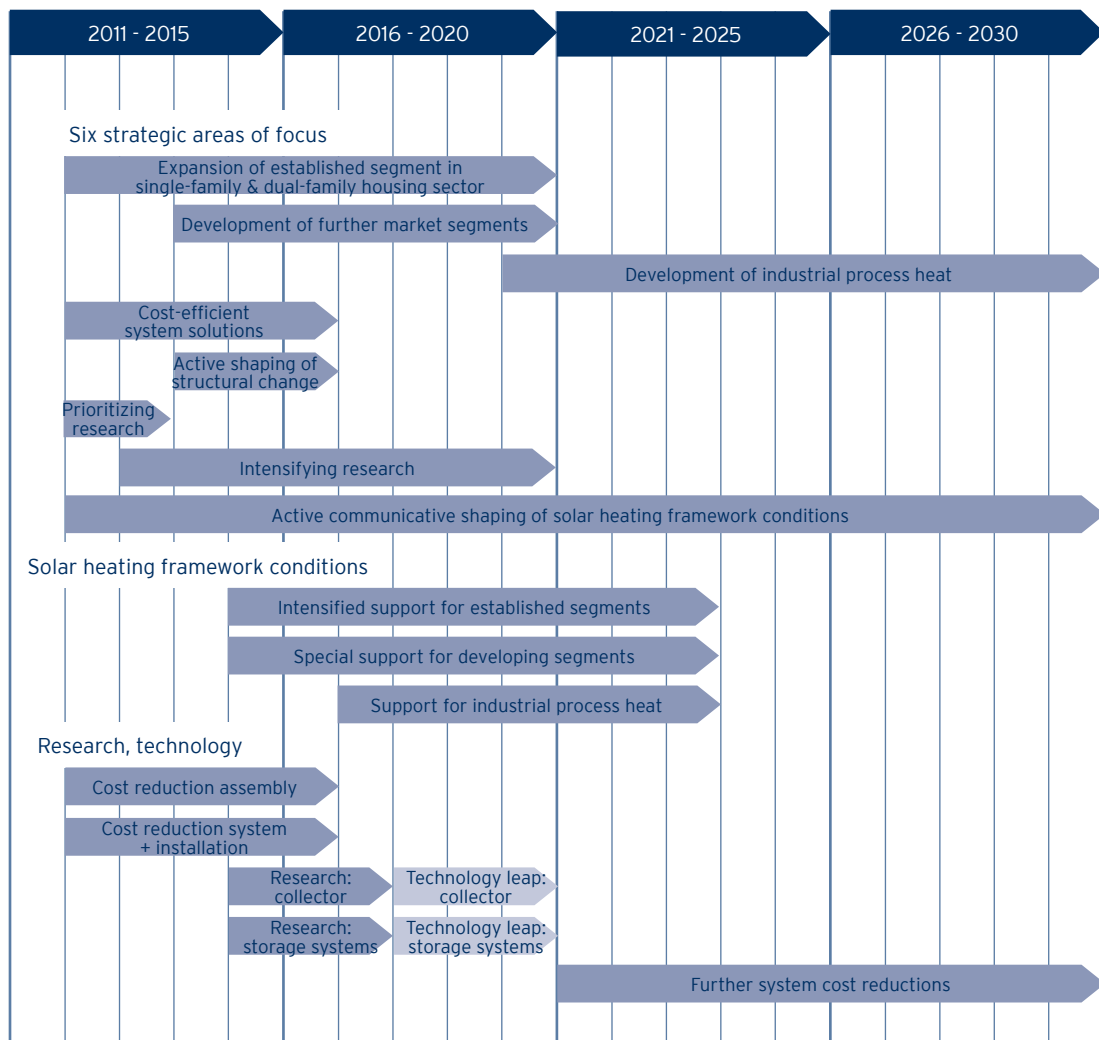 2011 - 2015
2016 - 2020
2021 - 2025
2026 - 2030
Six strategic areas of focus
Expansion of established segment in
single-family & dual-family housing sector
Development of further market segments
Development of industrial process heat
Cost-efficient
system solutions
Active shaping of
structural change
Prioritizing
research
Intensifying research
Active communicative shaping of solar heating framework conditions
Solar heating framework conditions
Intensified support for established segments
Special support for developing segments
Support for industrial process heat
Research, technology
Cost reduction assembly
Cost reduction system
+ installation
Research:
collector
Technology leap:
collector
Research:
storage systems
Technology leap:
storage systems
Further system cost reductions